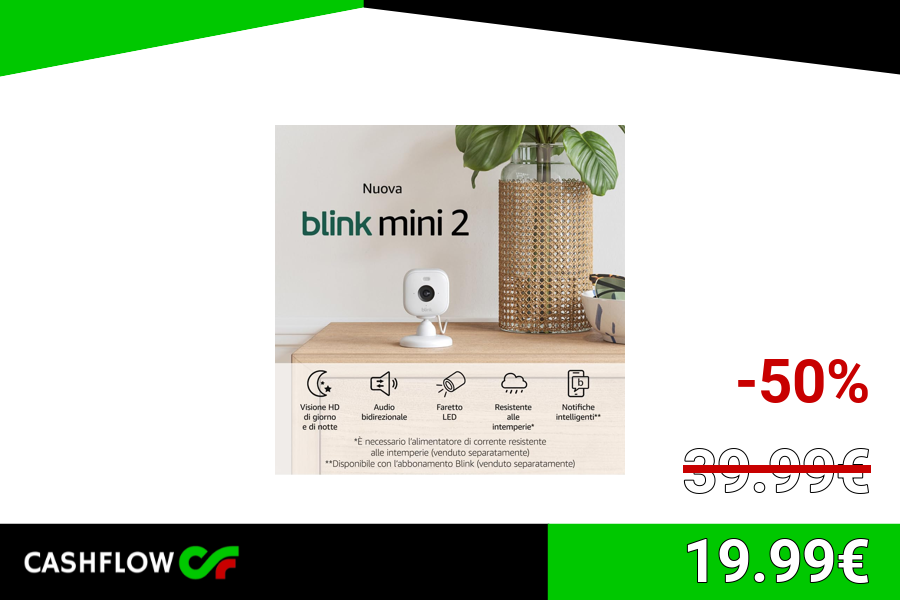 Nuova
blink mini 2
blink
Visione HD
di giorno
e di notte
Audio
bidirezionale
Faretto
LED
Resistente
alle
intemperie*
Notifiche
intelligenti**
*È necessario l'alimentatore di corrente resistente
alle intemperie (venduto separatamente)
**Disponibile con l'abbonamento Blink (venduto separatamente)
-50%
39.99€
CASHFLOW
19.99€